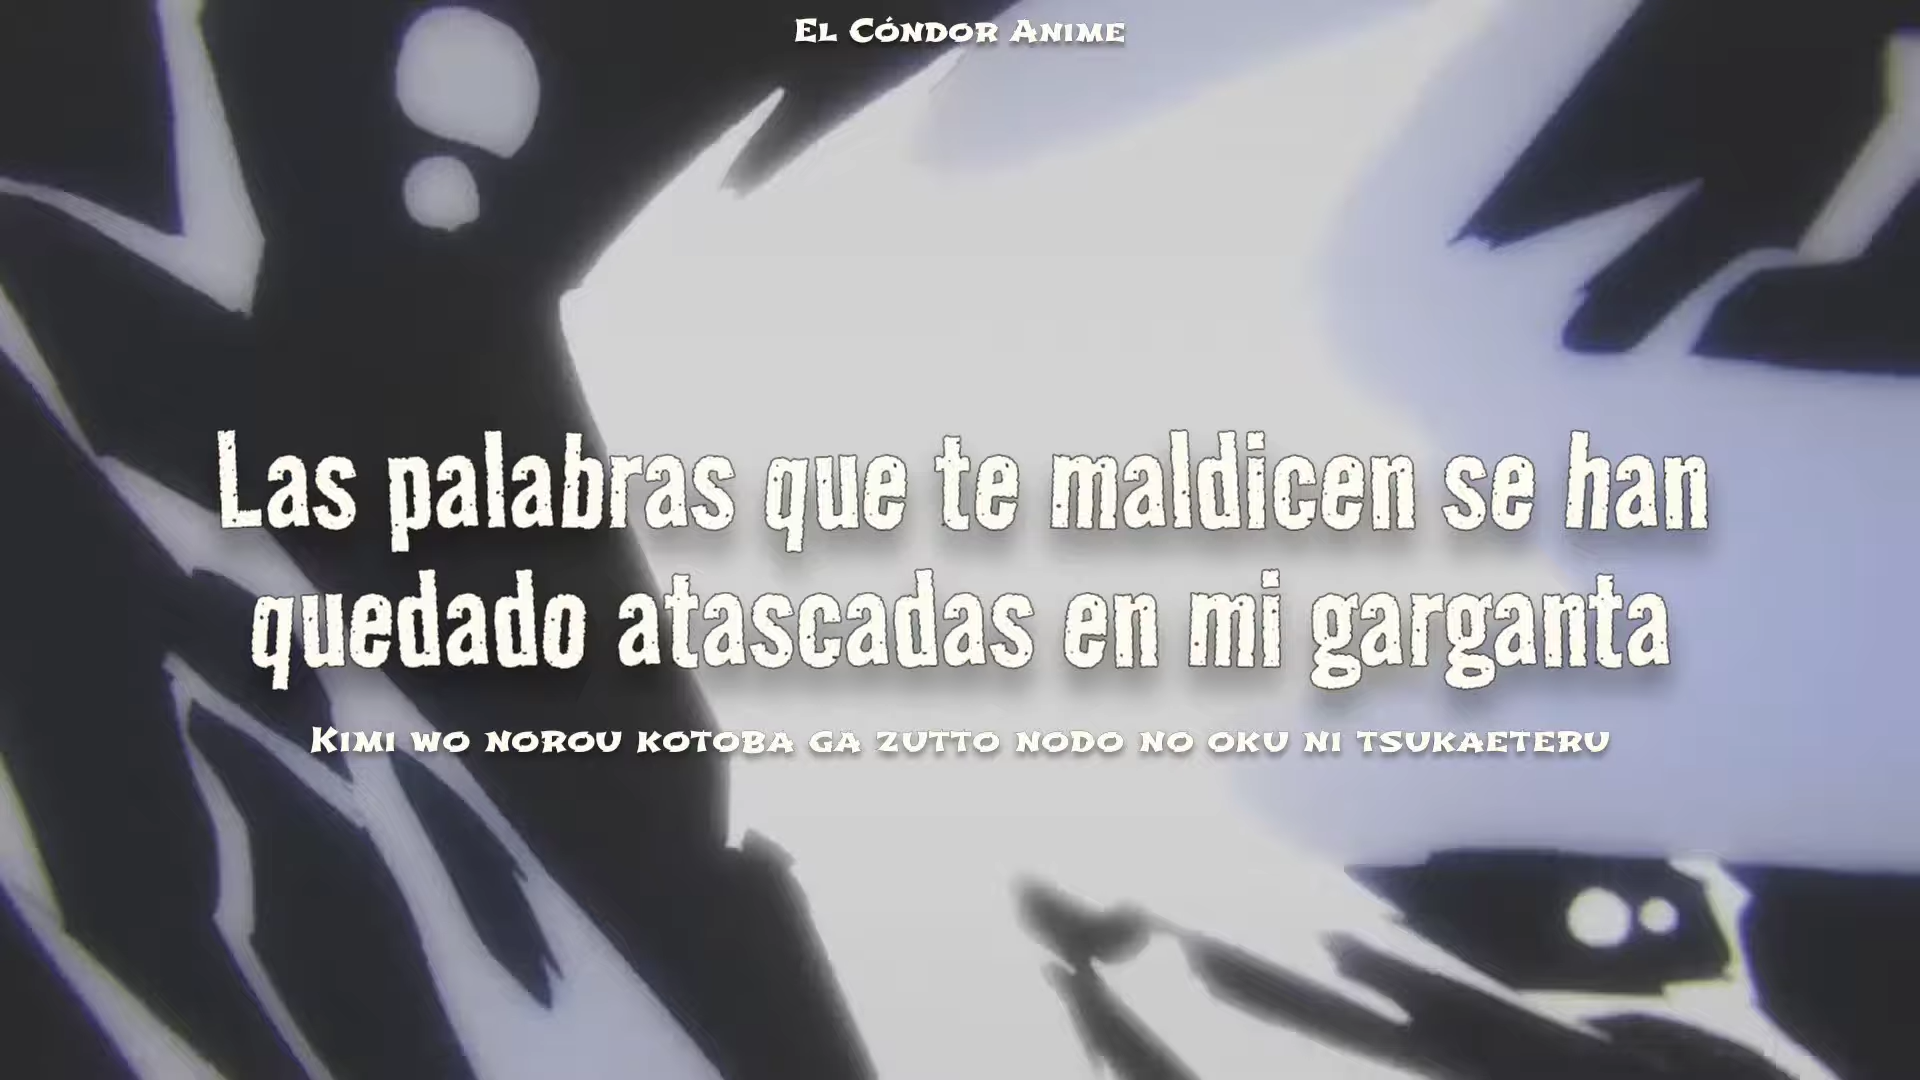 El Cóndor Anime
Las palabras que te maldicen se han
quedado atascadas en mi garganta
Kimi wo norou kotoba ga zutto nodo no oku ni tsukaeteru